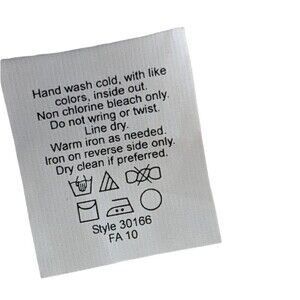 Hand wash cold, with like
colors, inside out.
Non chlorine bleach only.
Do not wring or twist.
Line dry.
Warm iron as needed.
Iron on reverse side only.
Dry clean if preferred.
Style 30166
FA 10